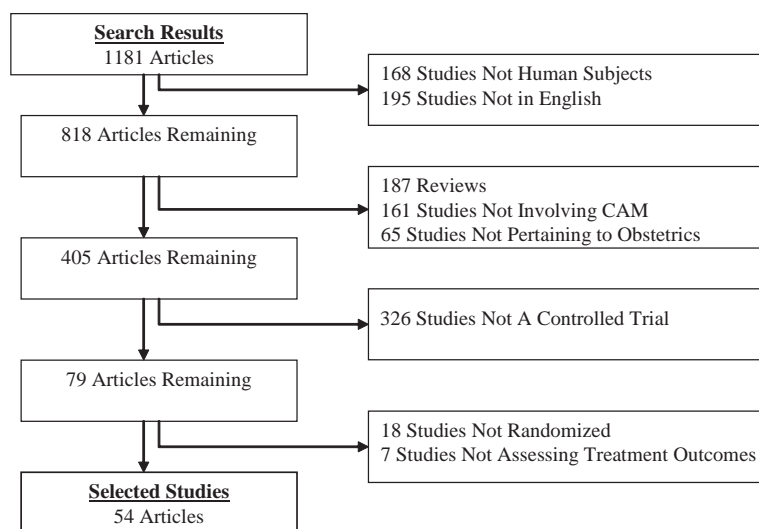 Search Results
1181 Articles
168 Studies Not Human Subjects
195 Studies Not in English
818 Articles Remaining
187 Reviews
161 Studies Not Involving CAM
65 Studies Not Pertaining to Obstetrics
405 Articles Remaining
326 Studies Not A Controlled Trial
79 Articles Remaining
18 Studies Not Randomized
7 Studies Not Assessing Treatment Outcomes
Selected Studies
54 Articles